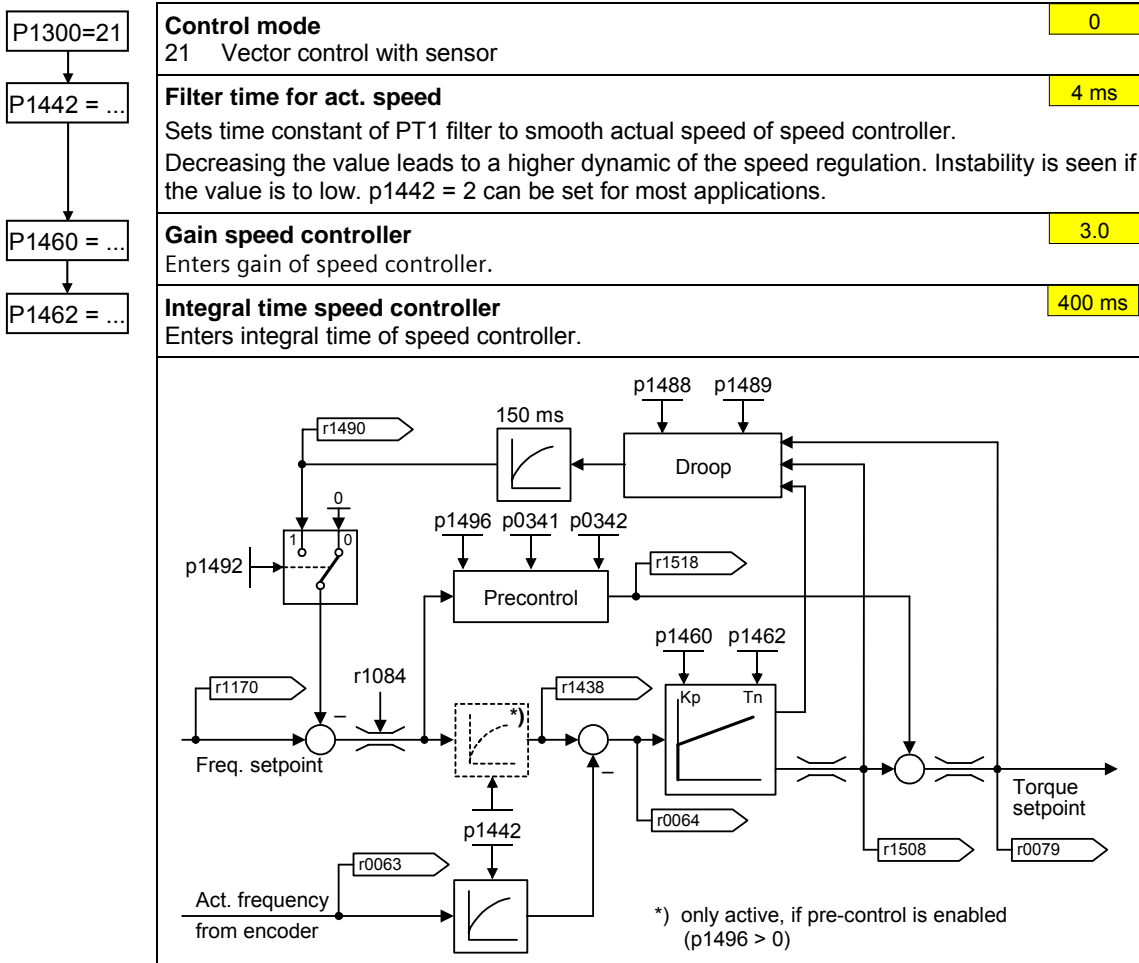 P1300=21
Control mode
0
21 Vector control with sensor
P1442 = ...
Filter time for act. speed
4 ms
Sets time constant of PT1 filter to smooth actual speed of speed controller.
Decreasing the value leads to a higher dynamic of the speed regulation. Instability is seen if
the value is to low. p1442 = 2 can be set for most applications.
P1460 = ...
Gain speed controller
3.0
Enters gain of speed controller.
P1462 = ...
Integral time speed controller
400 ms
Enters integral time of speed controller.
p1488 p1489
150 ms
r1490
Droop
0
p1496 p0341 p0342
1 0
r1518
p1492
Precontrol
p1460 p1462
r1084
r1170
*)
r1438
Kp Tn
–
Freq. setpoint
–
Torque
setpoint
r0064
p1442
r1508
r0079
r0063
Act. frequency
from encoder
*) only active, if pre-control is enabled
(p1496 > 0)